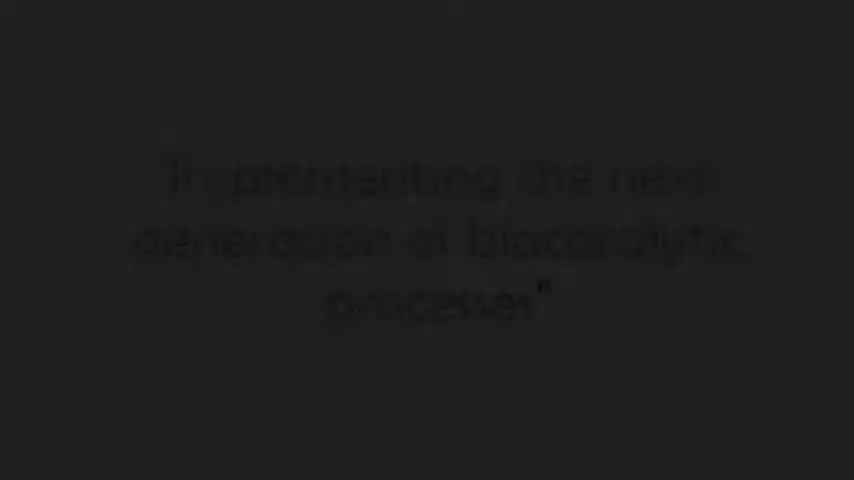 Implementing the next
generation of biocatalytic
processes"